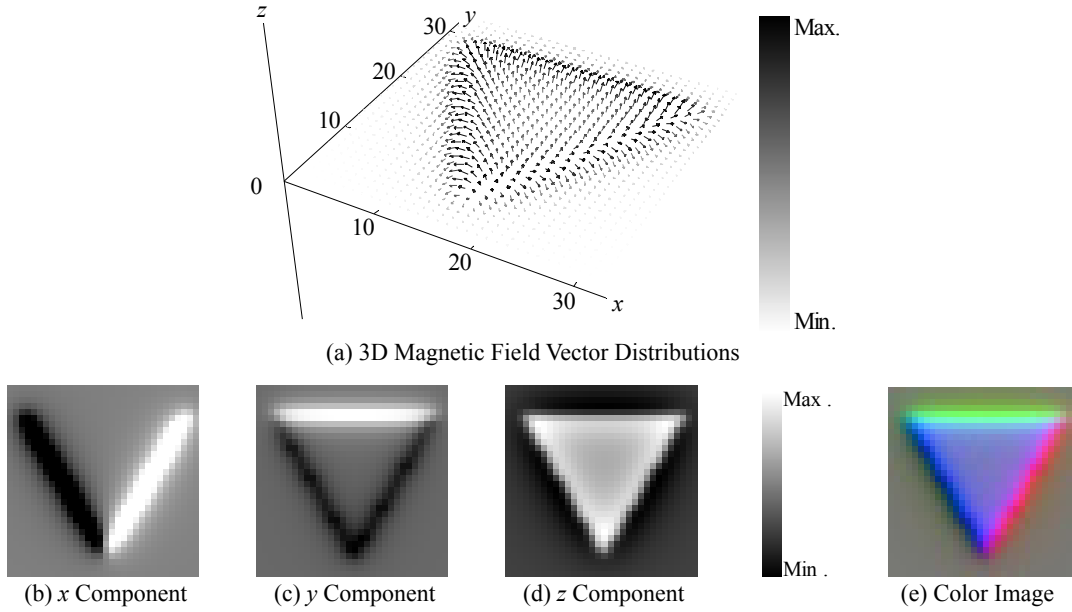 z
y
30
20
10
0
10
20
30
x
Max.
Min.
(a) 3D Magnetic Field Vector Distributions
Max .
Min .
(b) x Component
(c) y Component
(d) z Component
(e) Color Image